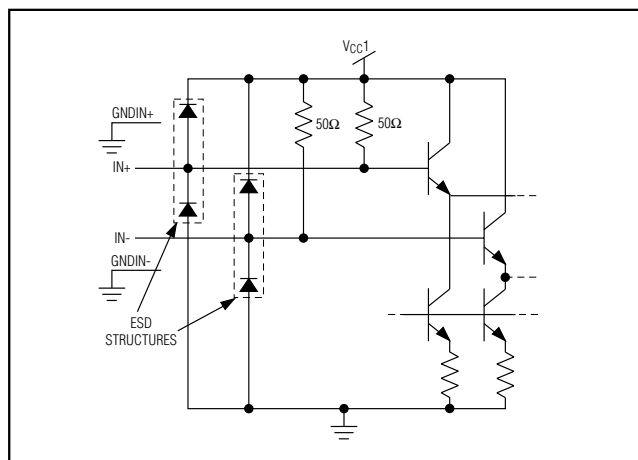 VCC1
GNDIN+
50Ω
50Ω
IN+
IN-
GNDIN-
ESD
STRUCTURES